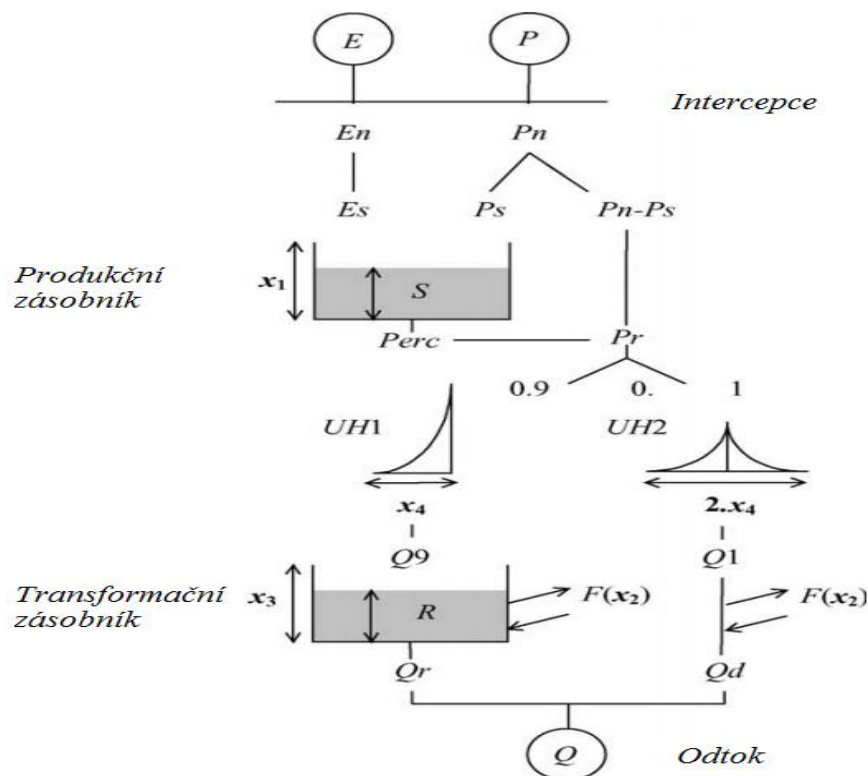 E P
Intercepce
En Pn
Es Ps Pn-Ps
Produkční
zásobník
x1 S
Perc Pr
0.9 0. 1
UH1 UH2
x4 2.x4
Q9 Q1
Transformační
zásobník
x3 R F(x2) F(x2)
Qr Qd
Q Odtok